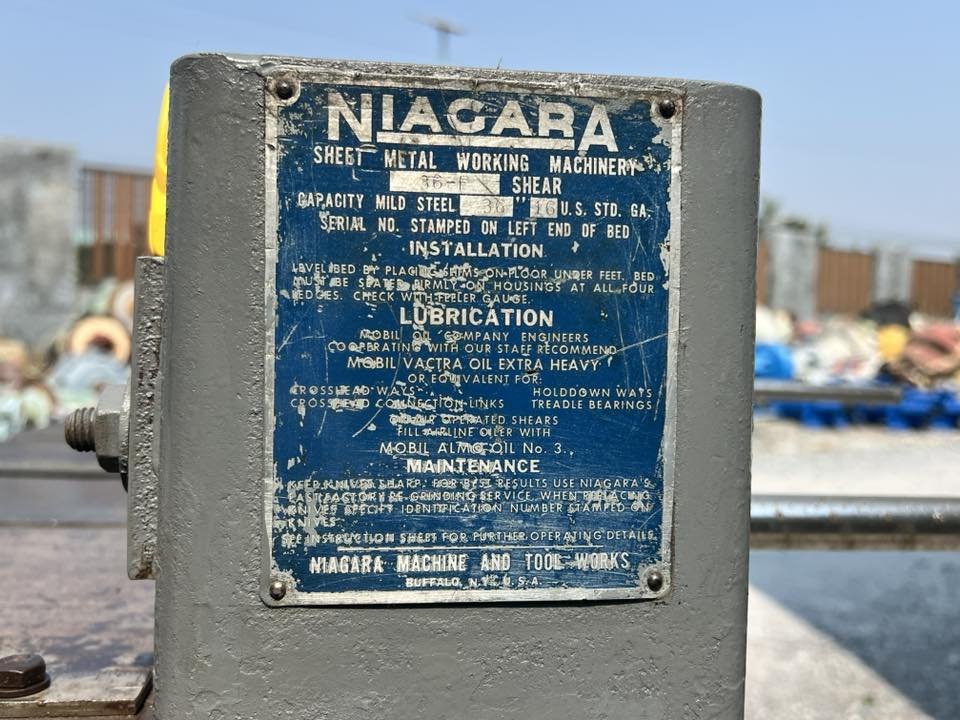 NIAGARA
SHEET METAL WORKING MACHINERY
36-F SHEAR
CAPACITY MILD STEEL 36" 16 U.S. STD. GA.
SERIAL NO. STAMPED ON LEFT END OF BED
INSTALLATION
LEVEL BED BY PLACING SHIMS ON FLOOR UNDER FEET. BED
MUST BE SEATED FIRMLY ON HOUSINGS AT ALL FOUR
EDGES. CHECK WITH FEELER GAUGE.
LUBRICATION
MOBIL OIL COMPANY ENGINEERS
COOPERATING WITH OUR STAFF RECOMMEND
MOBIL VACTRA OIL EXTRA HEAVY
OR EQUIVALENT FOR:
CROSSHEAD WAYS HOLDDOWN WAYS
CROSSHEAD CONNECTION LINKS TREADLE BEARINGS
ON AIR OPERATED SHEARS
FILL AIRLINE OILER WITH
MOBIL ALMO OIL No. 3.
MAINTENANCE
KEEP KNIVES SHARP. FOR BEST RESULTS USE NIAGARA'S
FAST FACTORY RE-GRINDING SERVICE. WHEN REPLACING
KNIVES SPECIFY IDENTIFICATION NUMBER STAMPED ON
KNIVES.
SEE INSTRUCTION SHEET FOR FURTHER OPERATING DETAILS.
NIAGARA MACHINE AND TOOL WORKS
BUFFALO, N.Y., U.S.A.